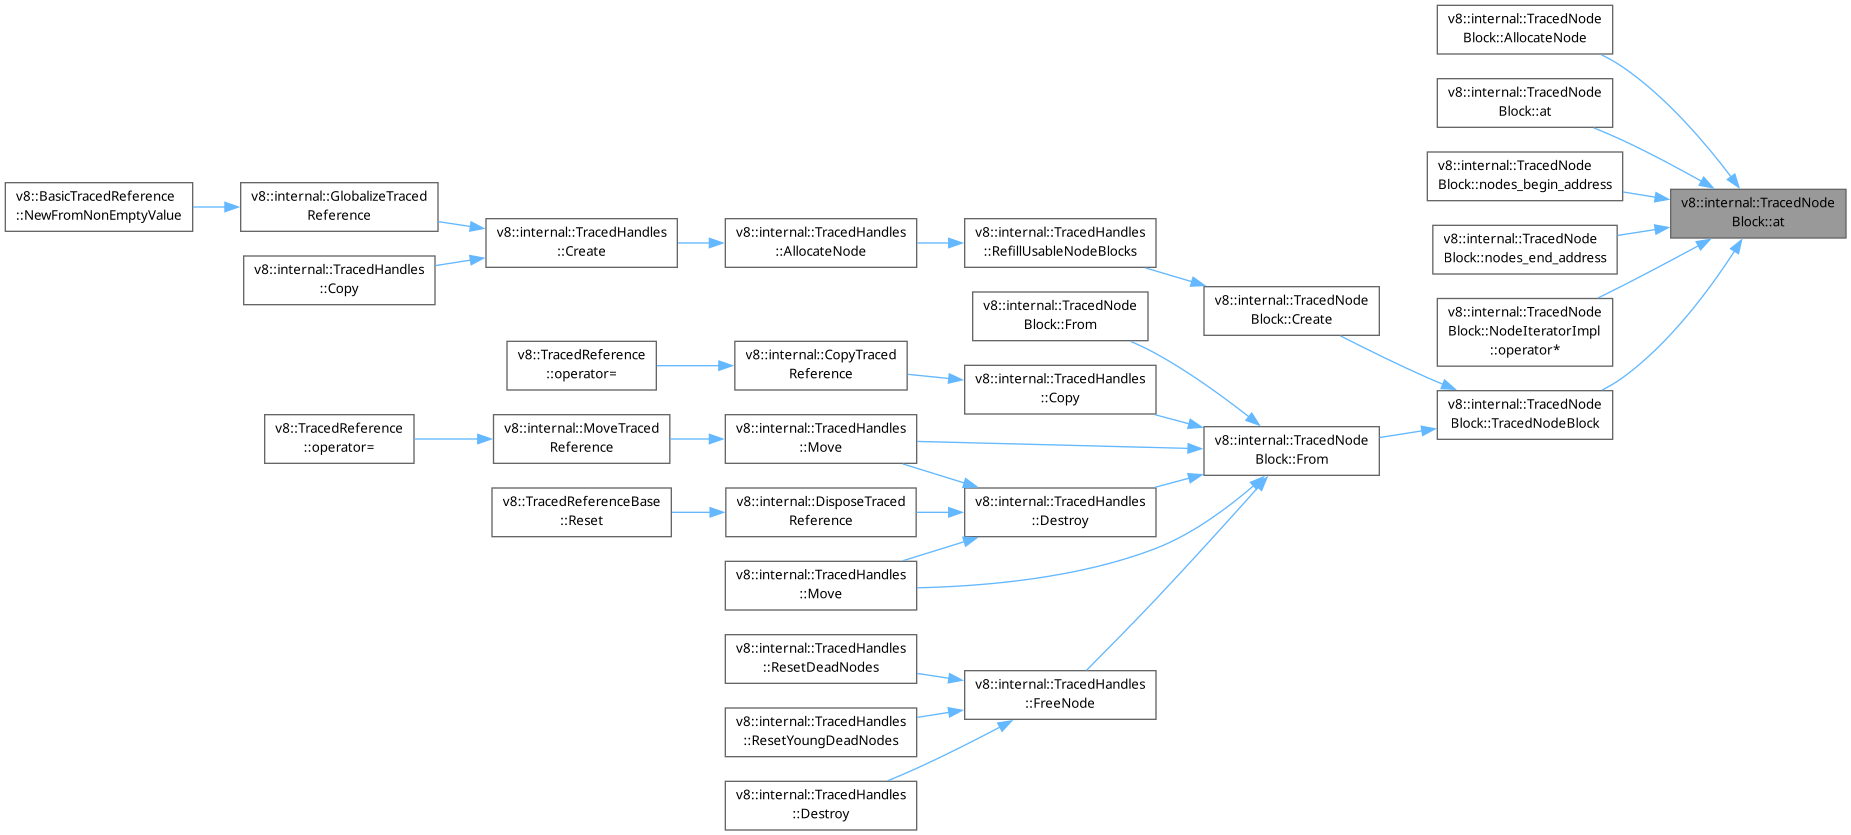 v8::internal::TracedNode
Block::AllocateNode
v8::internal::TracedNode
Block::at
v8::internal::TracedNode
Block::nodes_begin_address
v8::internal::TracedNode
Block::at
v8::internal::TracedNode
Block::nodes_end_address
v8::internal::TracedNode
Block::NodeIteratorImpl
::operator*
v8::internal::TracedNode
Block::TracedNodeBlock
v8::BasicTracedReference
::NewFromNonEmptyValue
v8::internal::GlobalizeTraced
Reference
v8::internal::TracedHandles
::Copy
v8::internal::TracedHandles
::Create
v8::internal::TracedHandles
::AllocateNode
v8::internal::TracedHandles
::RefillUsableNodeBlocks
v8::internal::TracedNode
Block::Create
v8::internal::TracedNode
Block::From
v8::TracedReference
::operator=
v8::internal::CopyTraced
Reference
v8::internal::TracedHandles
::Copy
v8::TracedReference
::operator=
v8::internal::MoveTraced
Reference
v8::internal::TracedHandles
::Move
v8::internal::TracedNode
Block::From
v8::TracedReferenceBase
::Reset
v8::internal::DisposeTraced
Reference
v8::internal::TracedHandles
::Destroy
v8::internal::TracedHandles
::Move
v8::internal::TracedHandles
::ResetDeadNodes
v8::internal::TracedHandles
::FreeNode
v8::internal::TracedHandles
::ResetYoungDeadNodes
v8::internal::TracedHandles
::Destroy